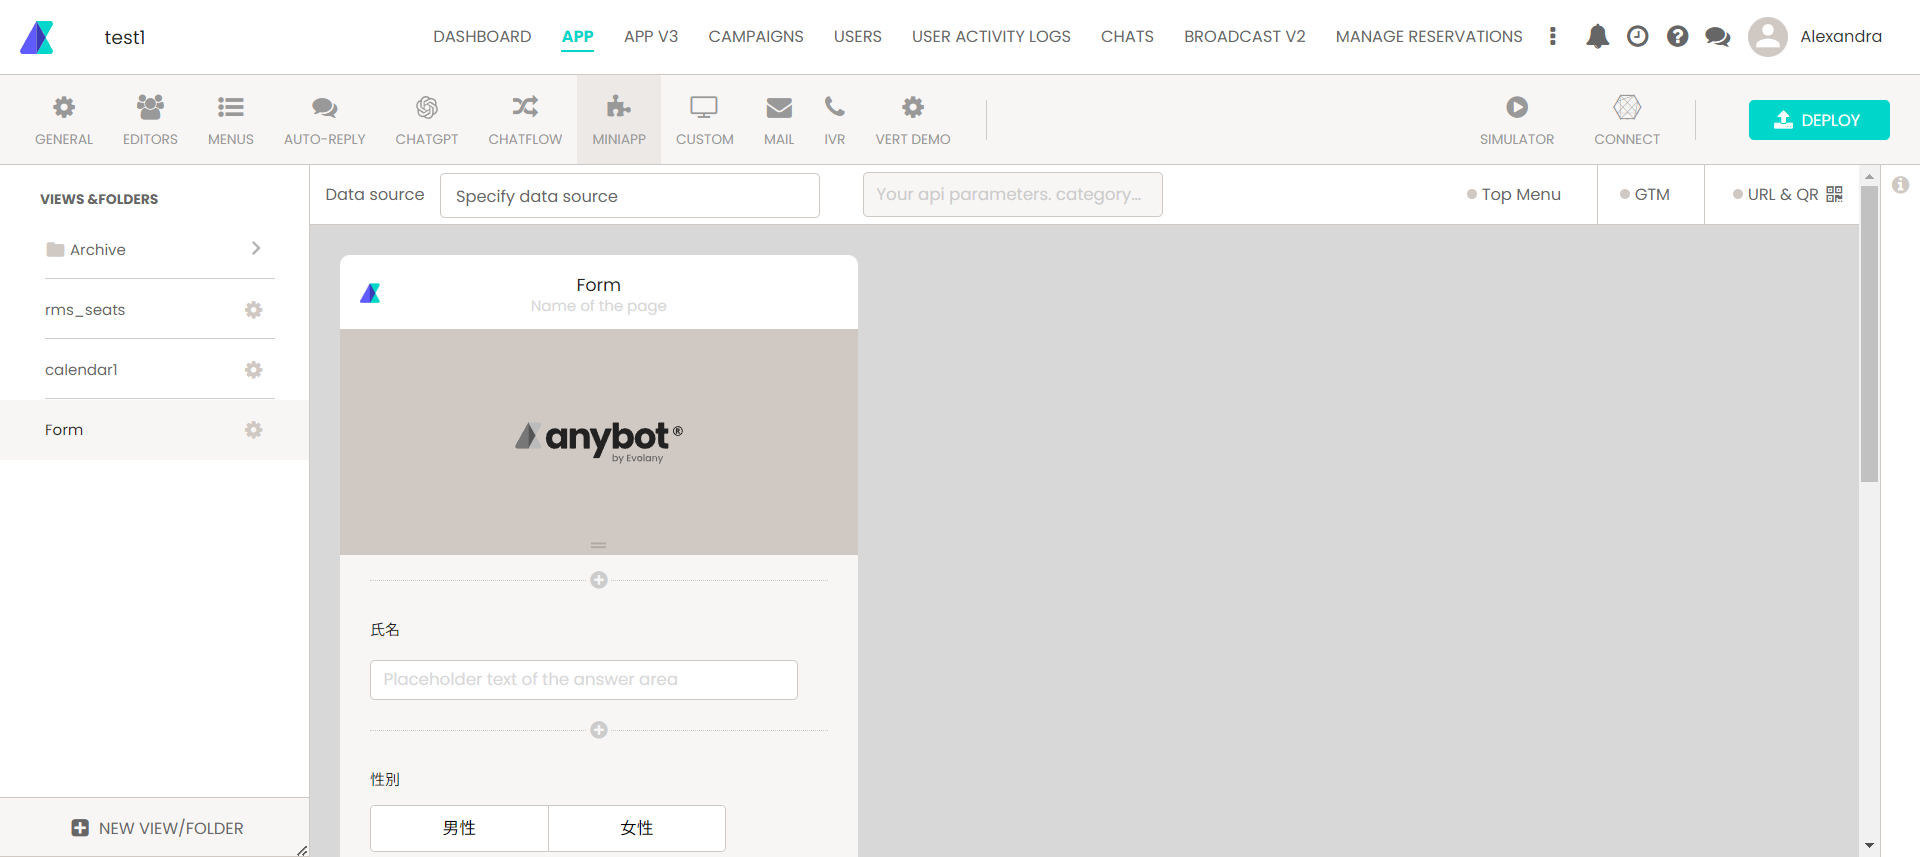 test1
DASHBOARD APP APP V3 CAMPAIGNS USERS USER ACTIVITY LOGS CHATS BROADCAST V2 MANAGE RESERVATIONS Alexandra
GENERAL EDITORS MENUS AUTO-REPLY CHATGPT CHATFLOW MINIAPP CUSTOM MAIL IVR VERT DEMO SIMULATOR CONNECT DEPLOY
VIEWS &FOLDERS
Archive
rms_seats
calendar1
Form
NEW VIEW/FOLDER
Data source Specify data source Your api parameters. category... Top Menu GTM URL & QR
Form
Name of the page
anybot®
by Evolany
氏名
Placeholder text of the answer area
性別
男性 女性